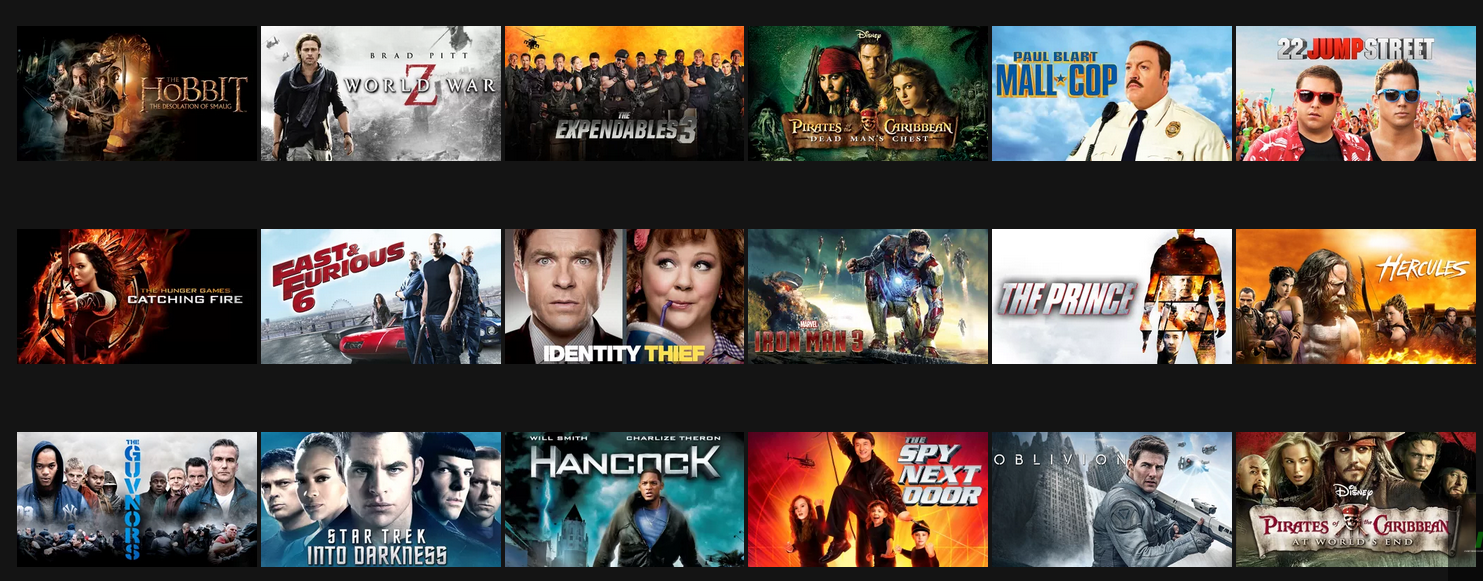 THE
HOBBIT
THE DESOLATION OF SMAUG
BRAD PITT
WORLD WAR
Z
THE
EXPENDABLES 3
Disney
PIRATES of the CARIBBEAN
DEAD MAN'S CHEST
PAUL BLART
MALL COP
22 JUMP STREET
THE HUNGER GAMES
CATCHING FIRE
FAST &
FURIOUS
6
IDENTITY THIEF
MARVEL
IRON MAN 3
THE PRINCE
HERCULES
THE
GUVNORS
STAR TREK
INTO DARKNESS
WILL SMITH CHARLIZE THERON
HANCOCK
THE
SPY
NEXT
DOOR
OBLIVION
Disney
PIRATES of the CARIBBEAN
AT WORLD'S END